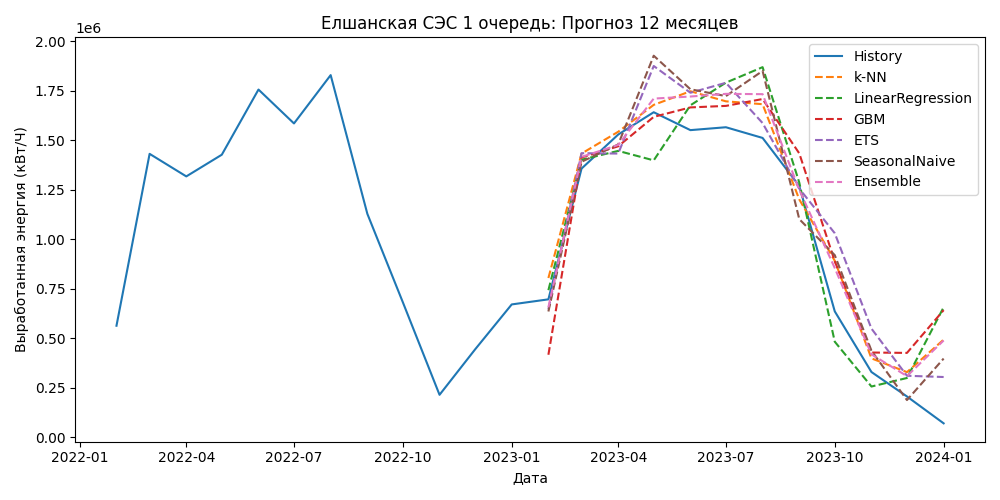 Елшанская СЭС 1 очередь: Прогноз 12 месяцев
1e6
Выработанная энергия (кВт/Ч)
2.00
1.75
1.50
1.25
1.00
0.75
0.50
0.25
0.00
History
k-NN
LinearRegression
GBM
ETS
SeasonalNaive
Ensemble
2022-01 2022-04 2022-07 2022-10 2023-01 2023-04 2023-07 2023-10 2024-01
Дата